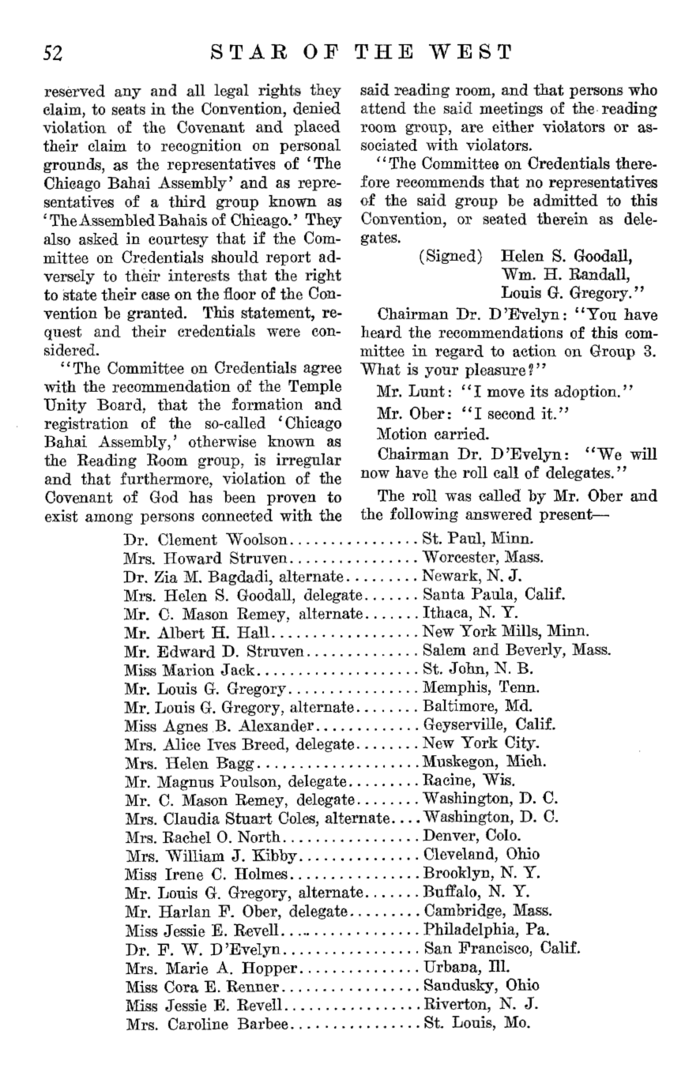 52 STAR OF THE WEST
reserved any and all legal rights they
claim, to seats in the Convention, denied
violation of the Covenant and placed
their claim to recognition on personal
grounds, as the representatives of 'The
Chicago Bahai Assembly' and as repre-
sentatives of a third group known as
'The Assembled Bahais of Chicago.' They
also asked in courtesy that if the Com-
mittee on Credentials should report ad-
versely to their interests that the right
to state their case on the floor of the Con-
vention be granted. This statement, re-
quest and their credentials were con-
sidered.
"The Committee on Credentials agree
with the recommendation of the Temple
Unity Board, that the formation and
registration of the so-called 'Chicago
Bahai Assembly,' otherwise known as
the Reading Room group, is irregular
and that furthermore, violation of the
Covenant of God has been proven to
exist among persons connected with the
said reading room, and that persons who
attend the said meetings of the reading
room group, are either violators or as-
sociated with violators.
"The Committee on Credentials there-
fore recommends that no representatives
of the said group be admitted to this
Convention, or seated therein as dele-
gates.
(Signed) Helen S. Goodall,
Wm. H. Randall,
Louis G. Gregory."
Chairman Dr. D'Evelyn: "You have
heard the recommendations of this com-
mittee in regard to action on Group 3.
What is your pleasure?"
Mr. Lunt: "I move its adoption."
Mr. Ober: "I second it."
Motion carried.
Chairman Dr. D'Evelyn: "We will
now have the roll call of delegates."
The roll was called by Mr. Ober and
the following answered present—
Dr. Clement Woolson................St. Paul, Minn.
Mrs. Howard Struven................Worcester, Mass.
Dr. Zia M. Bagdadi, alternate.........Newark, N. J.
Mrs. Helen S. Goodall, delegate.......Santa Paula, Calif.
Mr. C. Mason Remey, alternate.......Ithaca, N. Y.
Mr. Albert H. Hall..................New York Mills, Minn.
Mr. Edward D. Struven..............Salem and Beverly, Mass.
Miss Marion Jack....................St. John, N. B.
Mr. Louis G. Gregory................Memphis, Tenn.
Mr. Louis G. Gregory, alternate........Baltimore, Md.
Miss Agnes B. Alexander.............Geyserville, Calif.
Mrs. Alice Ives Breed, delegate........New York City.
Mrs. Helen Bagg....................Muskegon, Mich.
Mr. Magnus Poulson, delegate.........Racine, Wis.
Mr. C. Mason Remey, delegate........Washington, D. C.
Mrs. Claudia Stuart Coles, alternate....Washington, D. C.
Mrs. Rachel O. North.................Denver, Colo.
Mrs. William J. Kibby...............Cleveland, Ohio
Miss Irene C. Holmes................Brooklyn, N. Y.
Mr. Louis G. Gregory, alternate.......Buffalo, N. Y.
Mr. Harlan F. Ober, delegate.........Cambridge, Mass.
Miss Jessie E. Revell.................Philadelphia, Pa.
Dr. F. W. D'Evelyn.................San Francisco, Calif.
Mrs. Marie A. Hopper...............Urbana, Ill.
Miss Cora E. Renner.................Sandusky, Ohio
Miss Jessie E. Revell.................Riverton, N. J.
Mrs. Caroline Barbee................St. Louis, Mo.